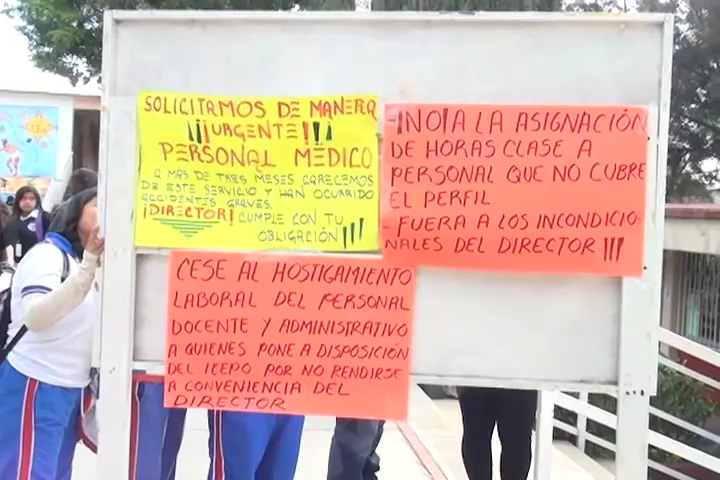 SOLICITAMOS DE MANERA
¡¡¡URGENTE!!!
PERSONAL MÉDICO
A MÁS DE TRES MESES CARECEMOS
DE ESTE SERVICIO Y HAN OCURRIDO
ACCIDENTES GRAVES.
¡DIRECTOR! CUMPLE CON TU
OBLIGACIÓN!!!
-¡NO! A LA ASIGNACIÓN
DE HORAS CLASE A
PERSONAL QUE NO CUBRE
EL PERFIL
- FUERA A LOS INCONDICIO-
NALES DEL DIRECTOR!!!
CESE AL HOSTIGAMIENTO
LABORAL DEL PERSONAL
DOCENTE Y ADMINISTRATIVO
A QUIENES PONE A DISPOSICIÓN
DEL IEEPO POR NO RENDIRSE
A CONVENIENCIA DEL
DIRECTOR